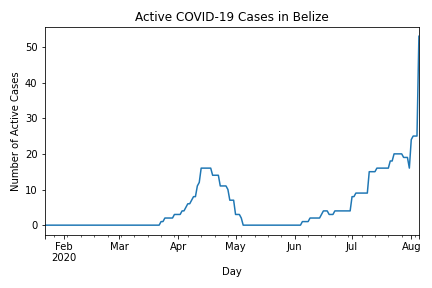 Active COVID-19 Cases in Belize
Number of Active Cases
50
40
30
20
10
0
Feb Mar Apr May Jun Jul Aug
2020
Day